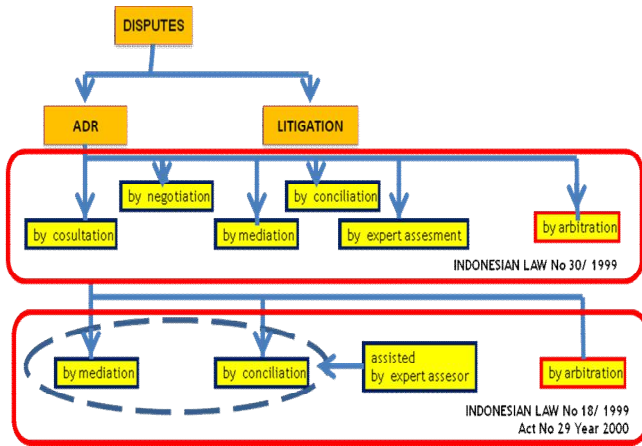 DISPUTES
ADR
LITIGATION
by negotiation
by conciliation
by cosultation
by mediation
by expert assesment
by arbitration
INDONESIAN LAW No 30/ 1999
by mediation
by conciliation
assisted
by expert assesor
by arbitration
INDONESIAN LAW No 18/ 1999
Act No 29 Year 2000